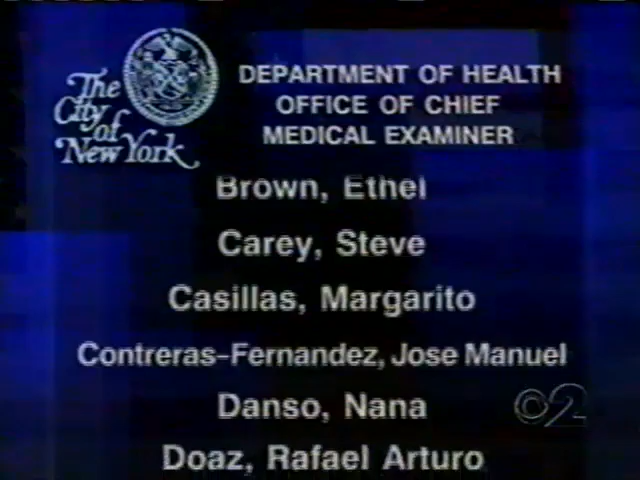 The
City
of
New York
DEPARTMENT OF HEALTH
OFFICE OF CHIEF
MEDICAL EXAMINER
Brown, Ethel
Carey, Steve
Casillas, Margarito
Contreras-Fernandez, Jose Manuel
Danso, Nana
Doaz, Rafael Arturo
2